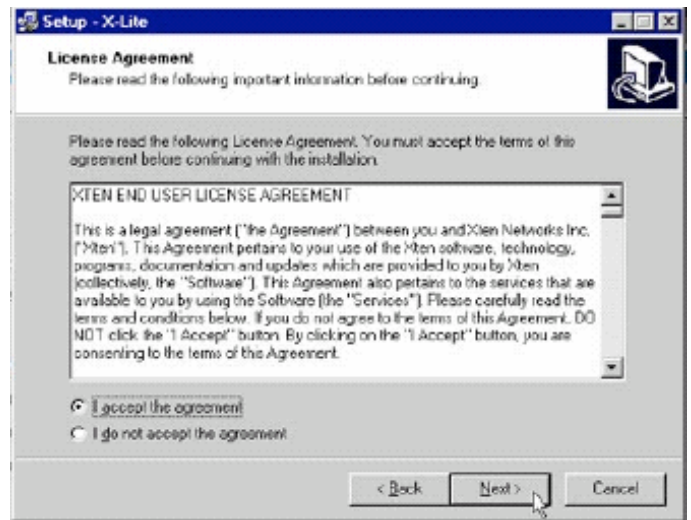 Setup - X-Lite
License Agreement
Please read the following important information before continuing.
Please read the following License Agreement. You must accept the terms of this
agreement before continuing with the installation.
XTEN END USER LICENSE AGREEMENT
This is a legal agreement ("the Agreement") between you and Xten Networks Inc.
("Xten"). This Agreement pertains to your use of the Xten software, technology,
programs, documentation and updates which are provided to you by Xten
(collectively, the "Software"). This Agreement also pertains to the services that are
available to you by using the Software (the "Services"). Please carefully read the
terms and conditions below. If you do not agree to the terms of this Agreement, DO
NOT click the "I Accept" button. By clicking on the "I Accept" button, you are
consenting to the terms of this Agreement.
I accept the agreement
I do not accept the agreement
< Back Next > Cancel